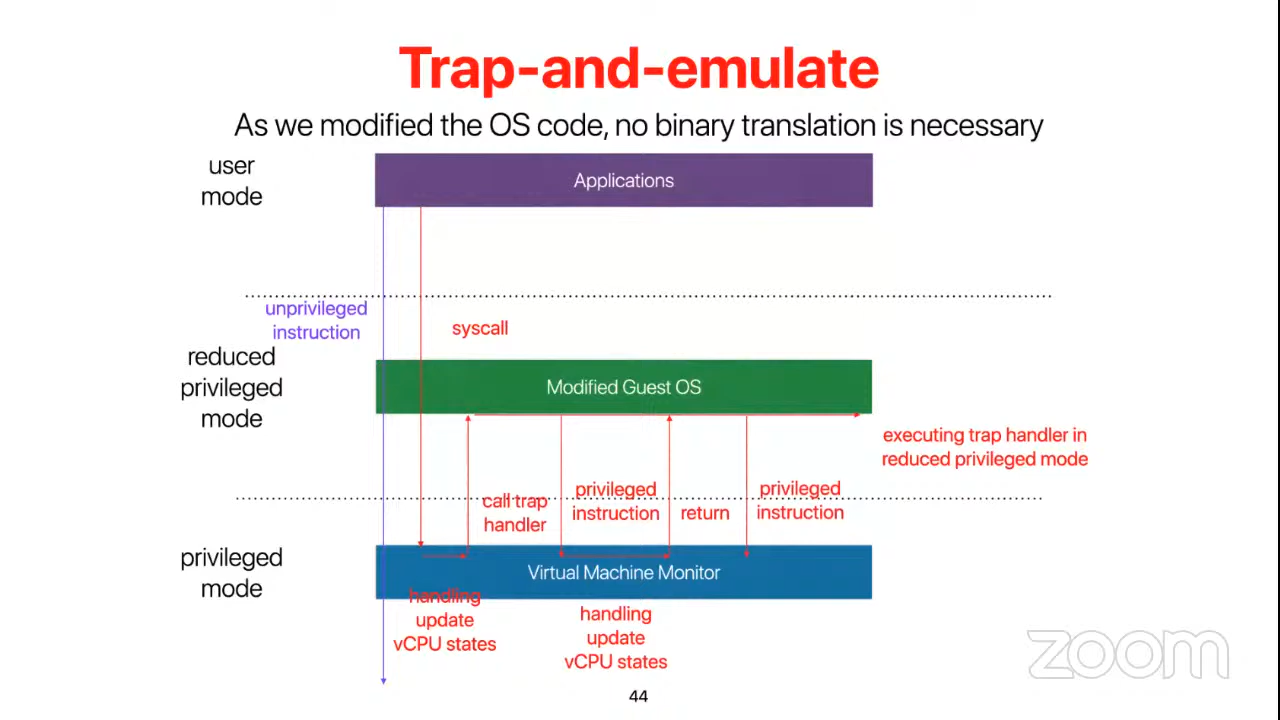 Trap-and-emulate
As we modified the OS code, no binary translation is necessary
user
mode
Applications
unprivileged
instruction
syscall
reduced
privileged
mode
Modified Guest OS
executing trap handler in
reduced privileged mode
call trap
handler
privileged
instruction
return
privileged
instruction
privileged
mode
Virtual Machine Monitor
handling
update
vCPU states
handling
update
vCPU states
zoom
44